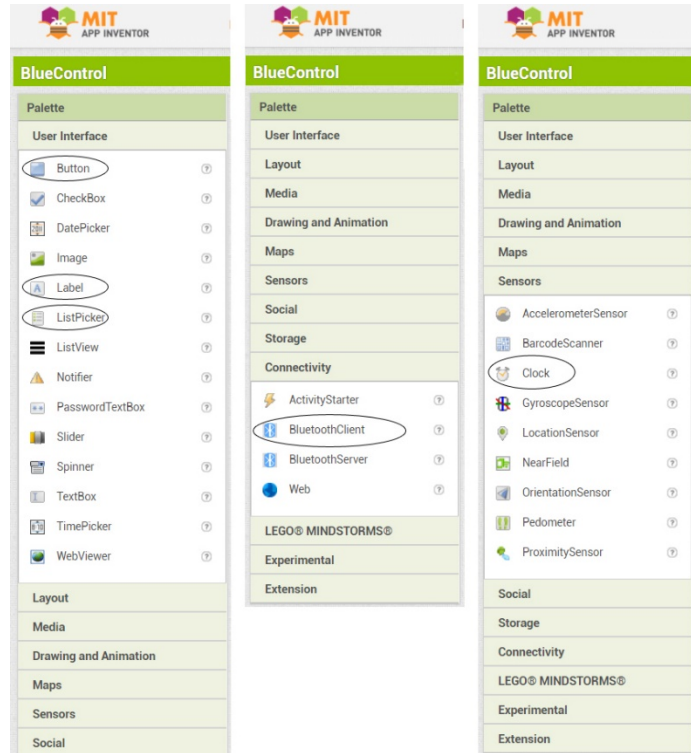 MIT
APP INVENTOR
BlueControl
Palette
User Interface
Button
CheckBox
DatePicker
Image
Label
ListPicker
ListView
Notifier
PasswordTextBox
Slider
Spinner
TextBox
TimePicker
WebViewer
Layout
Media
Drawing and Animation
Maps
Sensors
Social
MIT
APP INVENTOR
BlueControl
Palette
User Interface
Layout
Media
Drawing and Animation
Maps
Sensors
Social
Storage
Connectivity
ActivityStarter
BluetoothClient
BluetoothServer
Web
LEGO® MINDSTORMS®
Experimental
Extension
MIT
APP INVENTOR
BlueControl
Palette
User Interface
Layout
Media
Drawing and Animation
Maps
Sensors
AccelerometerSensor
BarcodeScanner
Clock
GyroscopeSensor
LocationSensor
NearField
OrientationSensor
Pedometer
ProximitySensor
Social
Storage
Connectivity
LEGO® MINDSTORMS®
Experimental
Extension